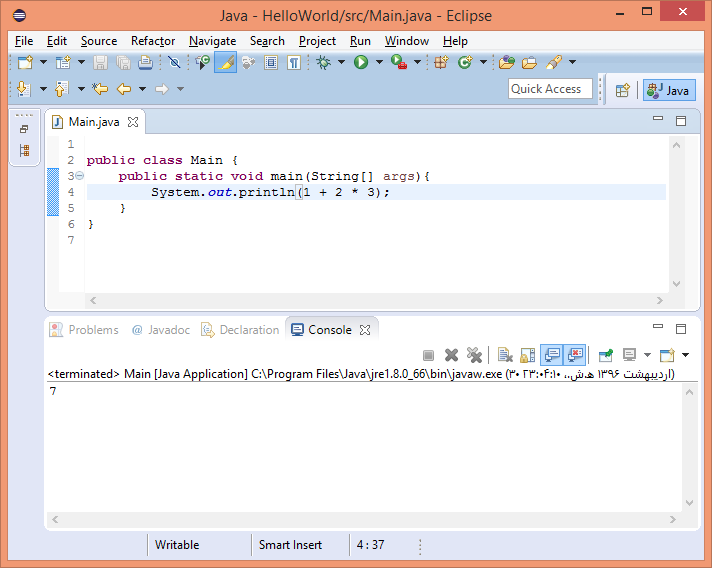 Java - HelloWorld/src/Main.java - Eclipse
File Edit Source Refactor Navigate Search Project Run Window Help
Quick Access
Java
Main.java
1
2 public class Main {
3 public static void main(String[] args){
4 System.out.println(1 + 2 * 3);
5 }
6 }
7
Problems @ Javadoc Declaration Console
<terminated> Main [Java Application] C:\Program Files\Java\jre1.8.0_66\bin\javaw.exe (۳۰ اردیبهشت ۱۳۹۶ ه‍.ش.،‏ ۲۳:۰۴:۱۰)
7
Writable Smart Insert 4 : 37